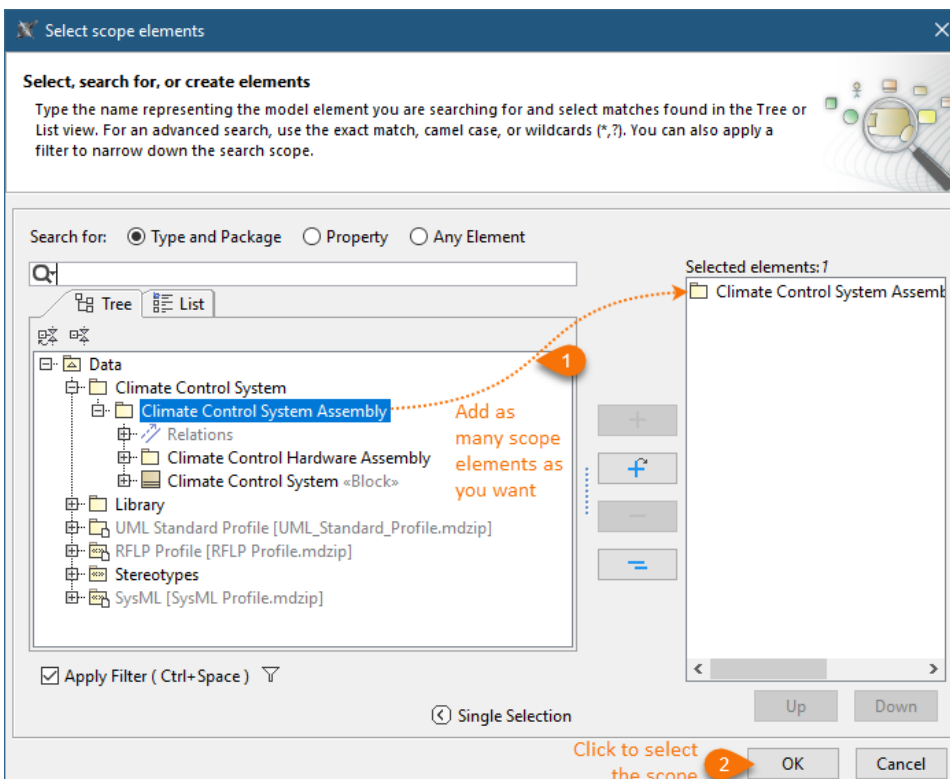 Select scope elements
Select, search for, or create elements
Type the name representing the model element you are searching for and select matches found in the Tree or
List view. For an advanced search, use the exact match, camel case, or wildcards (*,?). You can also apply a
filter to narrow down the search scope.
Search for: Type and Package Property Any Element
Selected elements:1
Climate Control System Assemb
Tree List
Data
Climate Control System
Climate Control System Assembly
Relations
Climate Control Hardware Assembly
Climate Control System «Block»
Library
UML Standard Profile [UML_Standard_Profile.mdzip]
RFLP Profile [RFLP Profile.mdzip]
Stereotypes
SysML [SysML Profile.mdzip]
1
Add as
many scope
elements as
you want
Apply Filter ( Ctrl+Space )
Single Selection
Up Down
Click to select
the scope
2
OK Cancel